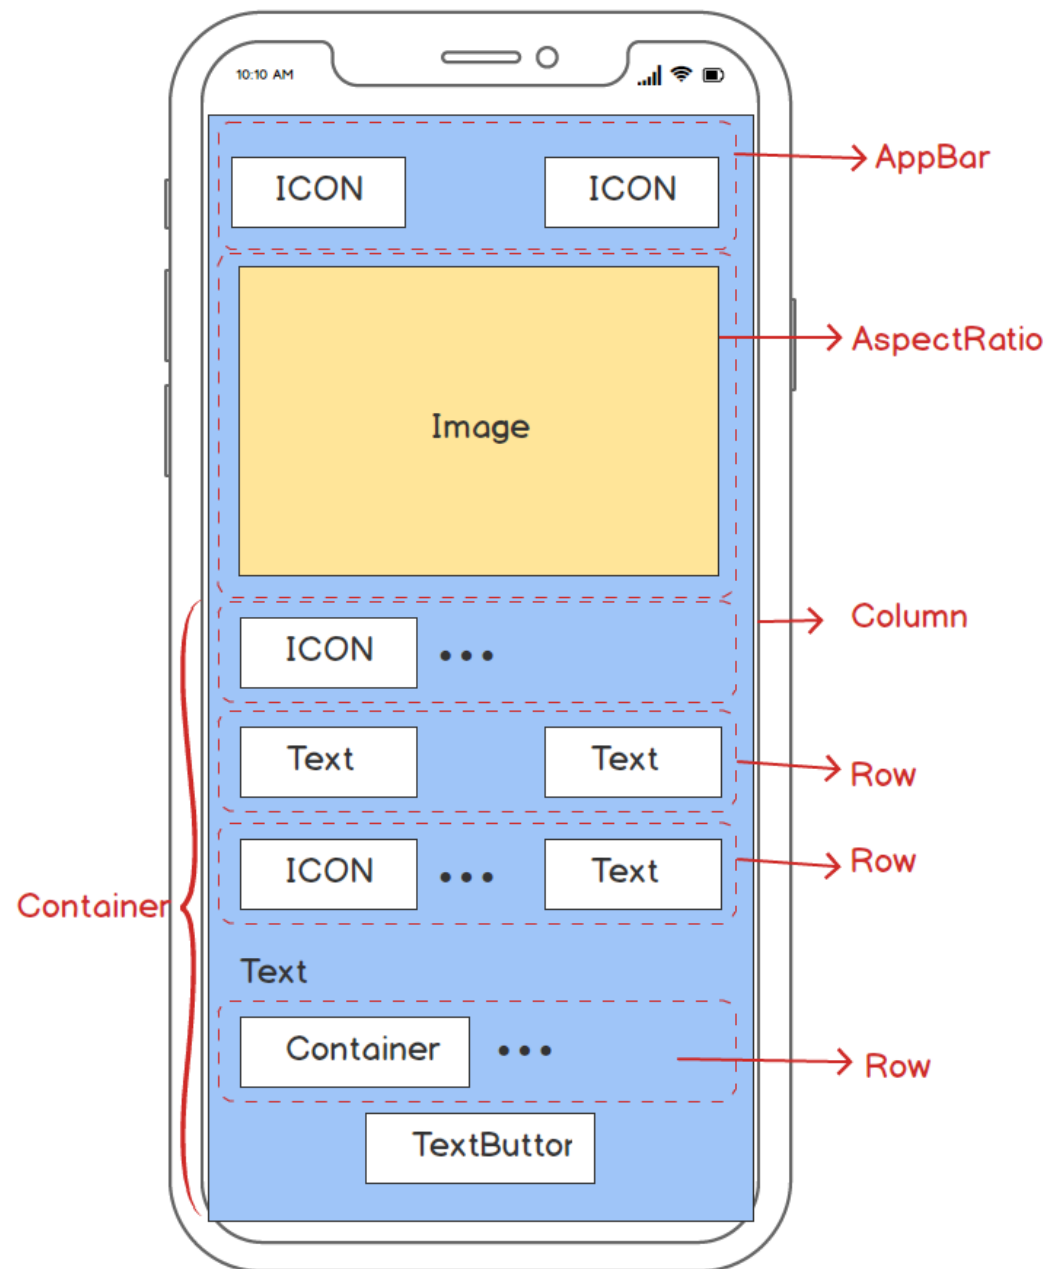 10:10 AM
ICON
ICON
AppBar
AspectRatio
Image
Column
ICON •••
Text
Text
Row
ICON •••
Text
Row
Container
Text
Container •••
Row
TextButtor